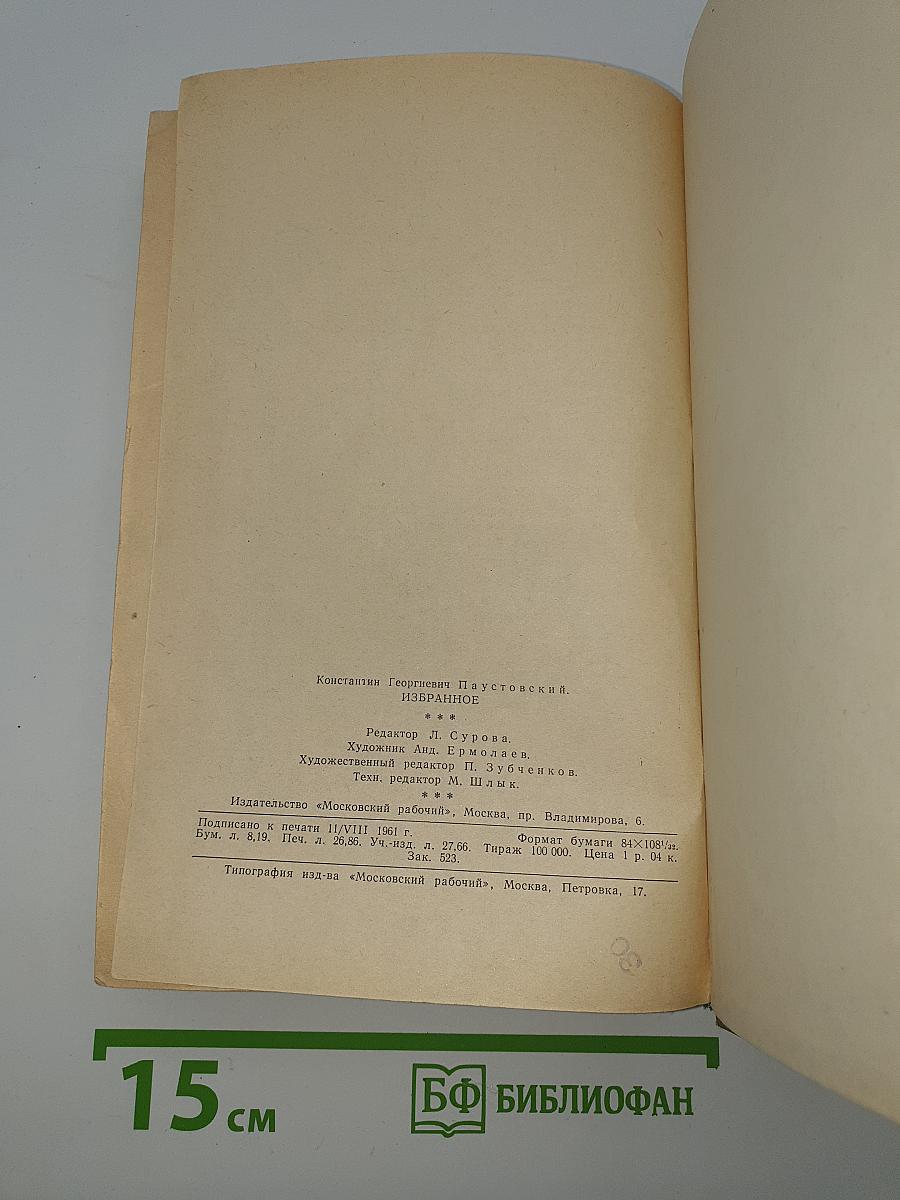 Константин Георгиевич Паустовский.
ИЗБРАННОЕ
* * *
Редактор Л. Сурова.
Художник Анд. Ермолаев.
Художественный редактор П. Зубченков.
Техн. редактор М. Шлык.
* * *
Издательство «Московский рабочий», Москва, пр. Владимирова, 6.
Подписано к печати 11/VIII 1961 г. Формат бумаги 84×108¹/₃₂.
Бум. л. 8,19. Печ. л. 26,86. Уч.-изд. л. 27,66. Тираж 100 000. Цена 1 р. 04 к.
Зак. 523.
Типография изд-ва «Московский рабочий», Москва, Петровка, 17.
15 см
БФ БИБЛИОФАН